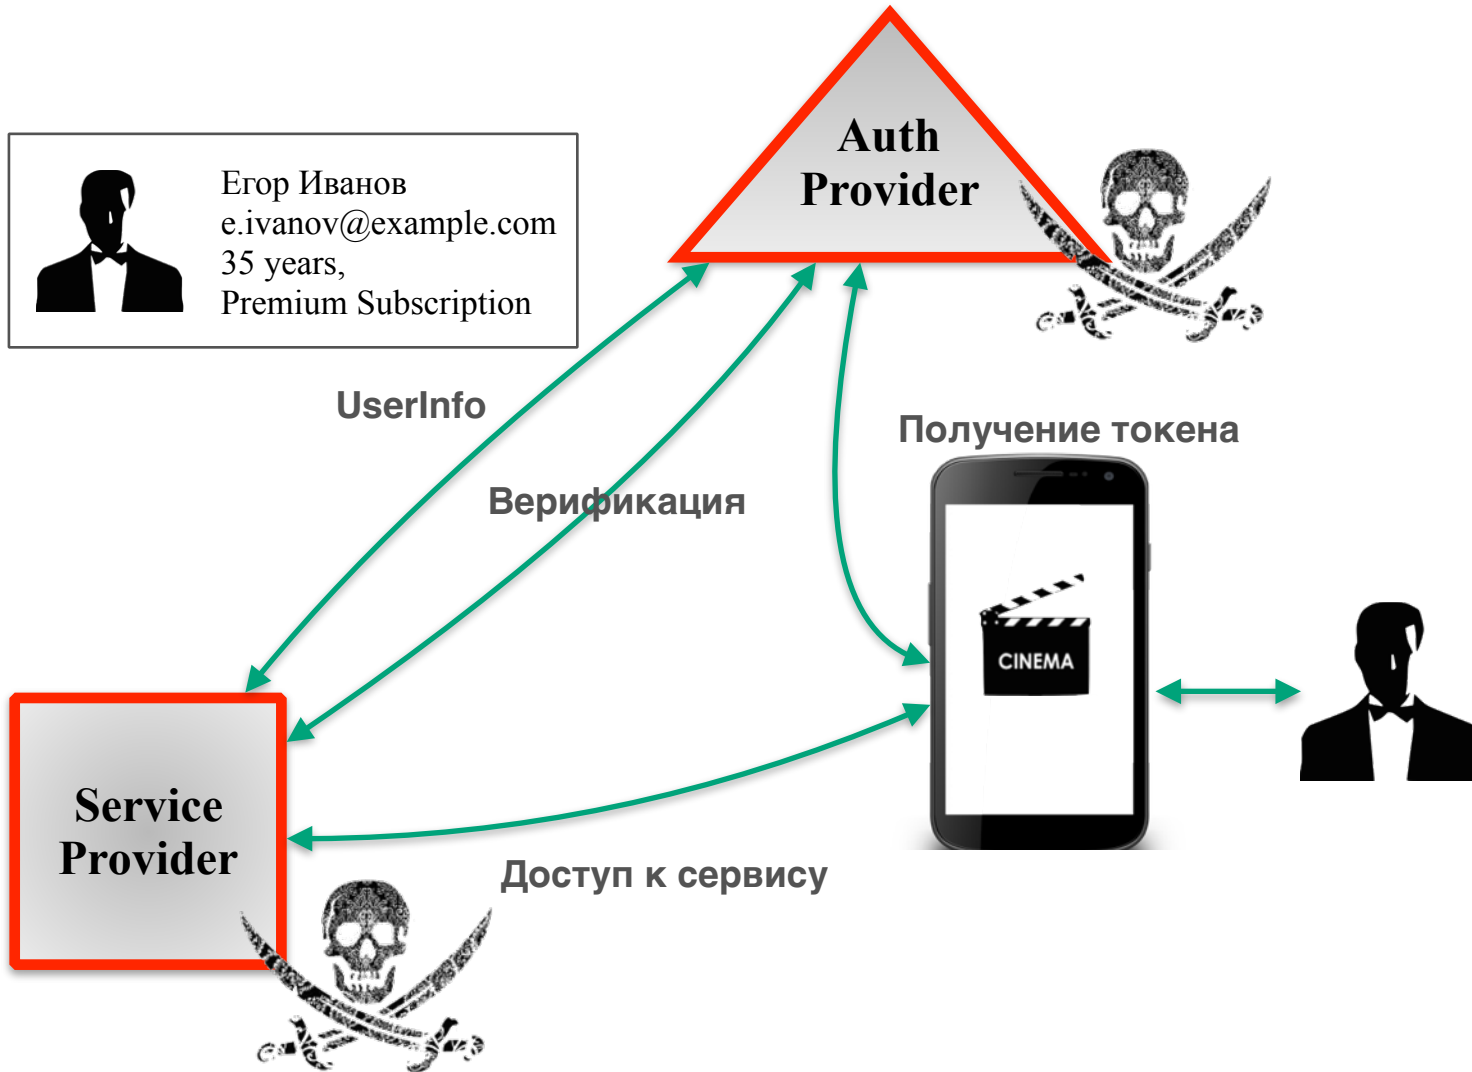 Auth
Provider
Егор Иванов
e.ivanov@example.com
35 years,
Premium Subscription
UserInfo
Получение токена
Верификация
CINEMA
Service
Provider
Доступ к сервису